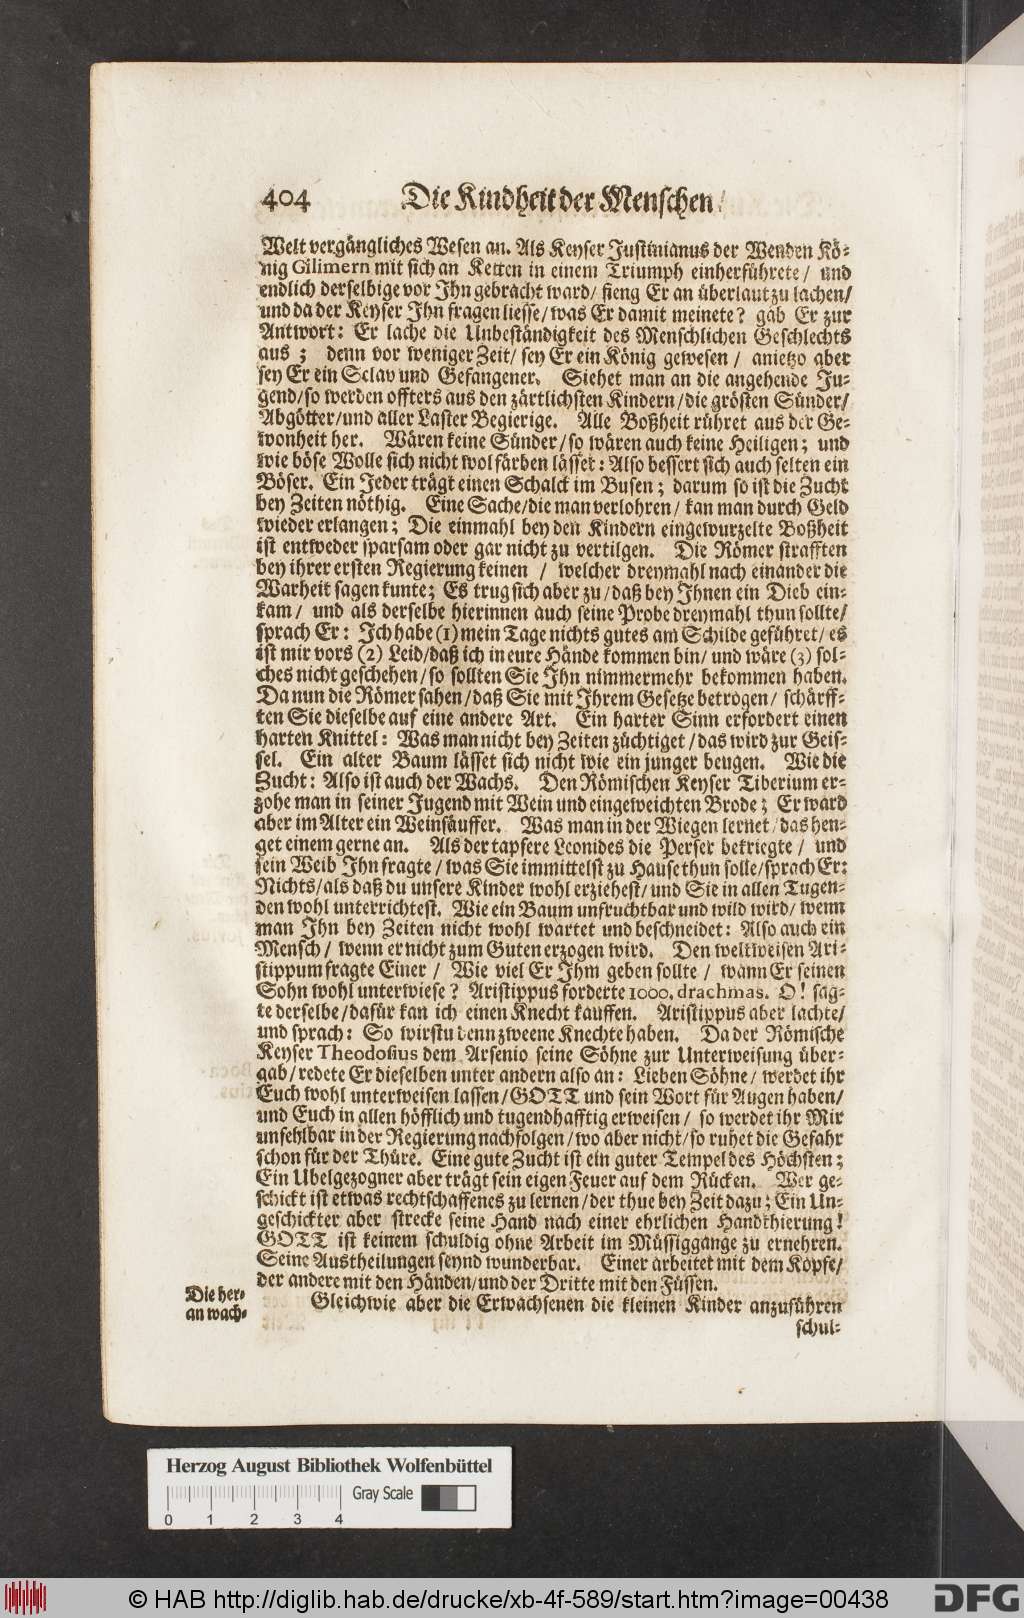 404 Die Kindheit der Menschen/
Welt vergängliches Wesen an. Als Keyser Justinianus der Wenden Kö-
nig Gilimern mit sich an Ketten in einem Triumph einherführete / und
endlich derselbige vor Ihn gebracht ward/ fieng Er an überlaut zu lachen/
und da der Keyser Ihn fragen liesse/was Er damit meinete? gab Er zur
Antwort: Er lache die Unbeständigkeit des Menschlichen Geschlechts
aus ; denn vor weniger Zeit/ sey Er ein König gewesen / anietzo aber
sey Er ein Sclav und Gefangener. Siehet man an die angehende Ju-
gend/so werden offters aus den zärtlichsten Kindern/die grösten Sünder/
Abgötter/und aller Laster Begierige. Alle Boßheit rühret aus der Ge-
wonheit her. Wären keine Sünder/so wären auch keine Heiligen; und
wie böse Wolle sich nicht wol färben lässet: Also bessert sich auch selten ein
Böser. Ein Jeder trägt einen Schalck im Busen; darum so ist die Zucht
bey Zeiten nöthig. Eine Sache/die man verlohren/ kan man durch Geld
wieder erlangen; Die einmahl bey den Kindern eingewurzelte Boßheit
ist entweder sparsam oder gar nicht zu vertilgen. Die Römer strafften
bey ihrer ersten Regierung keinen / welcher dreymahl nach einander die
Warheit sagen kunte; Es trug sich aber zu/daß bey Ihnen ein Dieb ein-
kam/ und als derselbe hierinnen auch seine Probe dreymahl thun sollte/
sprach Er: Ich habe (1) mein Tage nichts gutes am Schilde geführet/ es
ist mir vors (2) Leid/daß ich in eure Hände kommen bin/ und wäre (3) sol-
ches nicht geschehen/so sollten Sie Ihn nimmermehr bekommen haben.
Da nun die Römer sahen/daß Sie mit Ihrem Gesetze betrogen/ schärff-
ten Sie dieselbe auf eine andere Art. Ein harter Sinn erfordert einen
harten Knittel: Was man nicht bey Zeiten züchtiget/das wird zur Geis-
sel. Ein alter Baum lässet sich nicht wie ein junger beugen. Wie die
Zucht: Also ist auch der Wachs. Den Römischen Keyser Tiberium er-
zohe man in seiner Jugend mit Wein und eingeweichten Brode; Er ward
aber im Alter ein Weinsäuffer. Was man in der Wiegen lernet/das hen-
get einem gerne an. Als der tapfere Leonides die Perser bekriegte / und
sein Weib Ihn fragte/was Sie immittelst zu Hause thun solle/sprach Er:
Nichts/als daß du unsere Kinder wohl erziehest/und Sie in allen Tugen-
den wohl unterrichtest. Wie ein Baum unfruchtbar und wild wird/ wenn
man Ihn bey Zeiten nicht wohl wartet und beschneidet: Also auch ein
Mensch/ wenn er nicht zum Guten erzogen wird. Den weltweisen Ari-
stippum fragte Einer / Wie viel Er Ihm geben sollte / wann Er seinen
Sohn wohl unterwiese? Aristippus forderte 1000. drachmas. O! sag-
te derselbe/dafür kan ich einen Knecht kauffen. Aristippus aber lachte/
und sprach: So wirstu denn zweene Knechte haben. Da der Römische
Keyser Theodosius dem Arsenio seine Söhne zur Unterweisung über-
gab/redete Er dieselben unter andern also an: Lieben Söhne/ werdet ihr
Euch wohl unterweisen lassen/GOTT und sein Wort für Augen haben/
und Euch in allen höfflich und tugendhafftig erweisen/ so werdet ihr Mir
unfehlbar in der Regierung nachfolgen/wo aber nicht/so ruhet die Gefahr
schon für der Thüre. Eine gute Zucht ist ein guter Tempel des Höchsten;
Ein Ubelgezogner aber trägt sein eigen Feuer auf dem Rücken. Wer ge-
schickt ist etwas rechtschaffenes zu lernen/der thue bey Zeit dazu; Ein Un-
geschickter aber strecke seine Hand nach einer ehrlichen Handthierung!
GOTT ist keinem schuldig ohne Arbeit im Müssiggange zu ernehren.
Seine Austheilungen seynd wunderbar. Einer arbeitet mit dem Kopfe/
der andere mit den Händen/und der Dritte mit den Füssen.
Die her-
an wach-
Gleichwie aber die Erwachsenen die kleinen Kinder anzuführen
schul-
Herzog August Bibliothek Wolfenbüttel
Gray Scale
0 1 2 3 4
© HAB http://diglib.hab.de/drucke/xb-4f-589/start.htm?image=00438
DFG